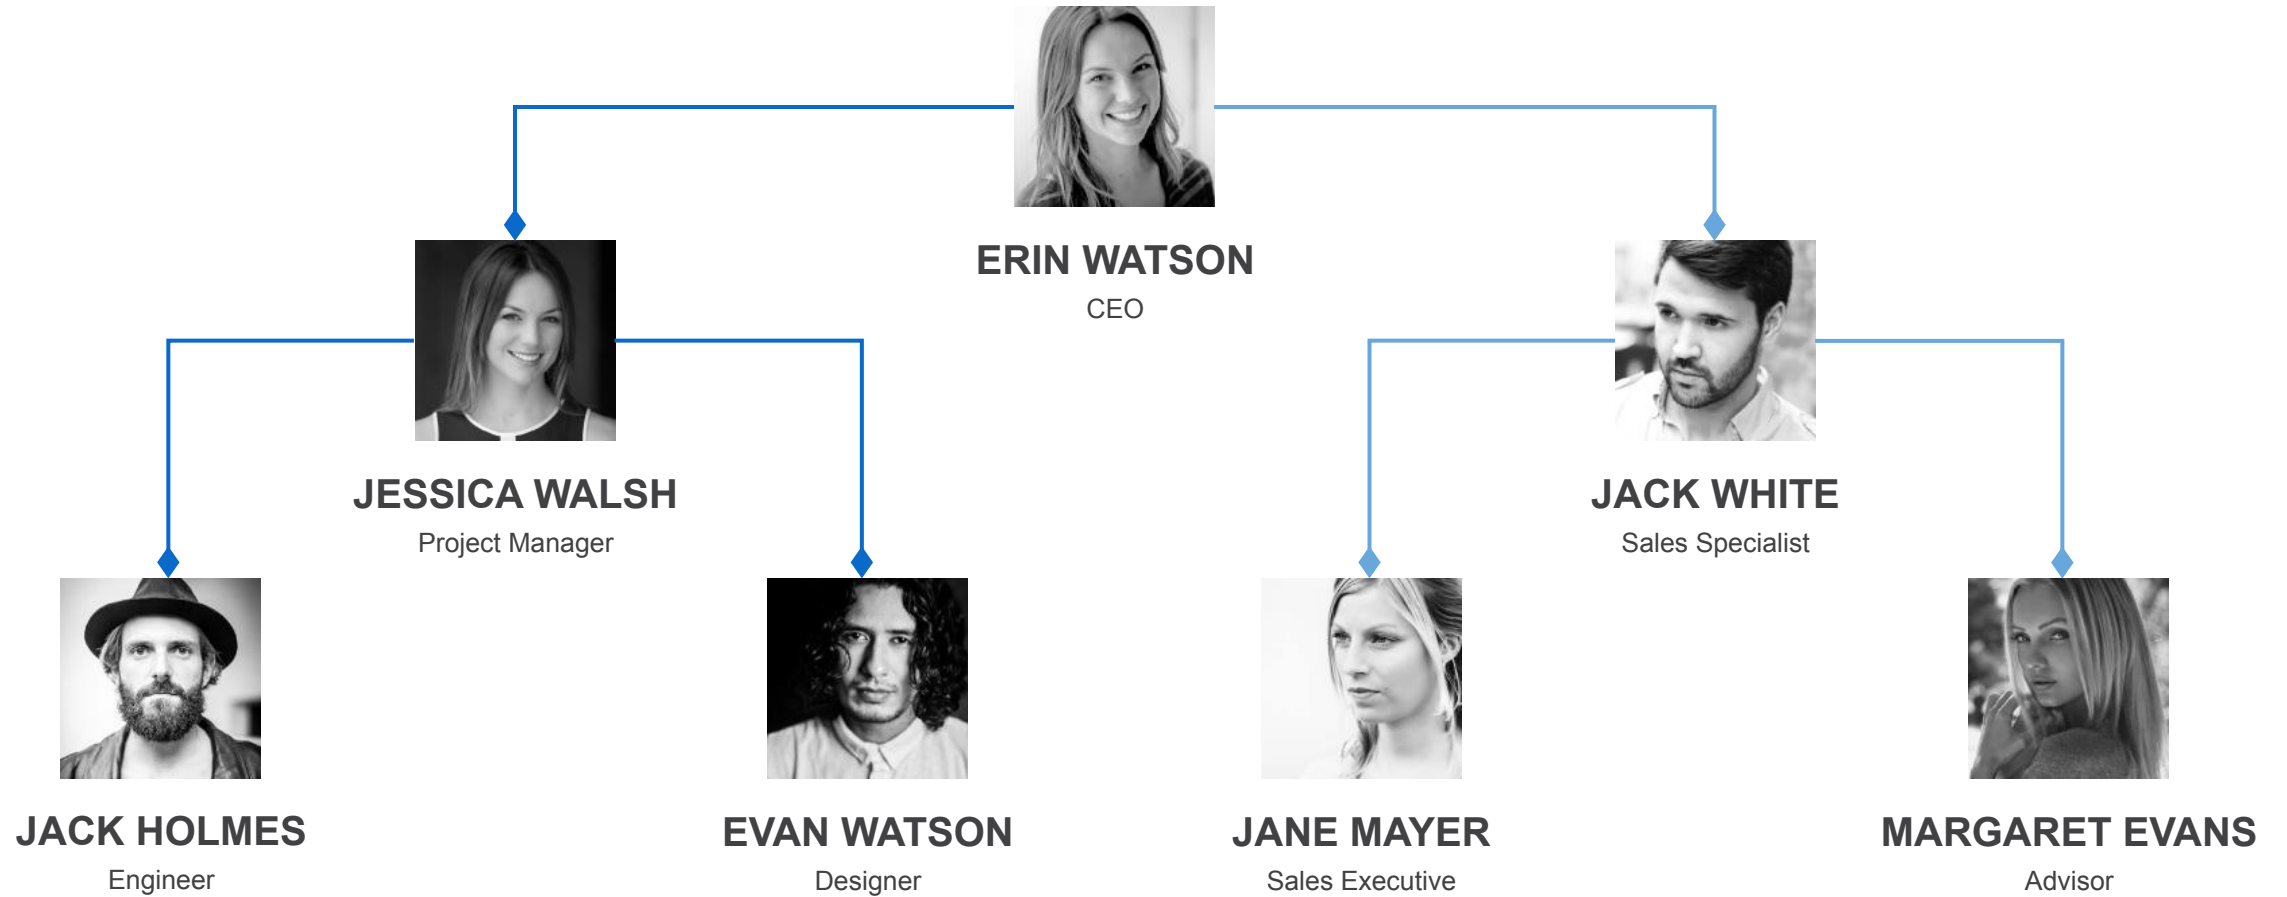 ERIN WATSON
CEO
JESSICA WALSH
Project Manager
JACK WHITE
Sales Specialist
JACK HOLMES
Engineer
EVAN WATSON
Designer
JANE MAYER
Sales Executive
MARGARET EVANS
Advisor